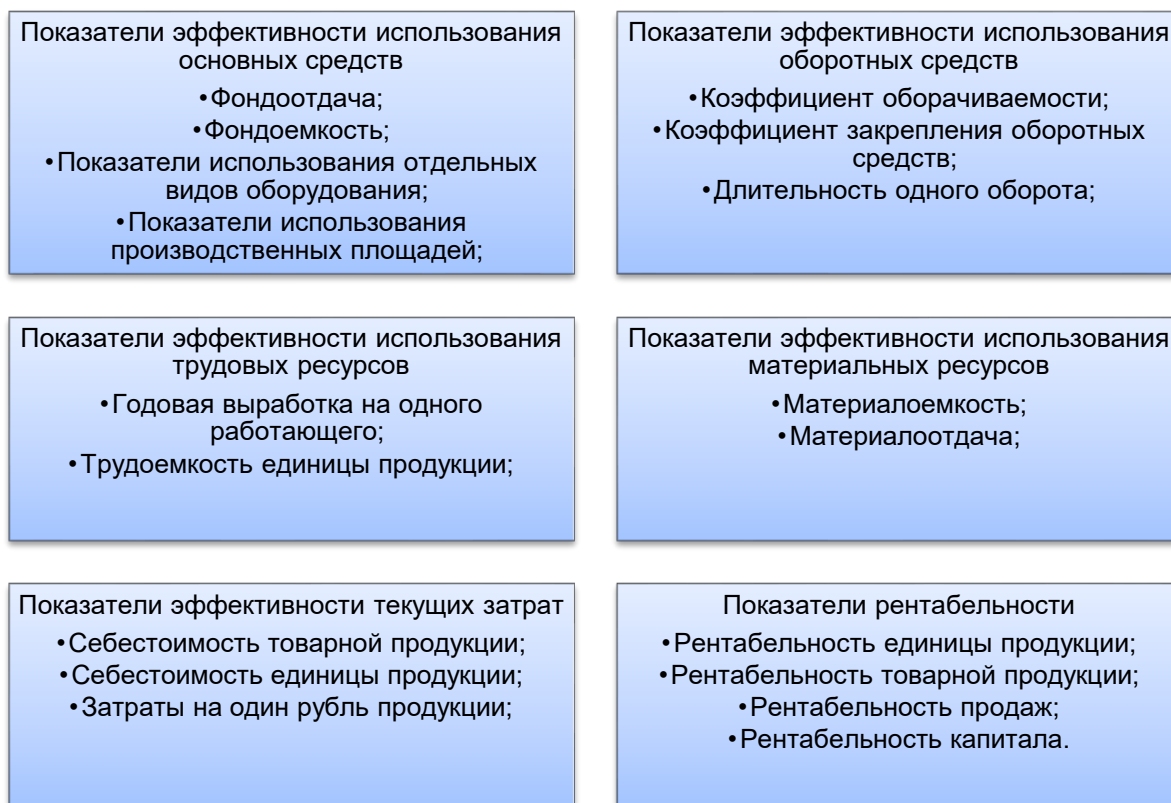 Показатели эффективности использования
основных средств
•Фондоотдача;
•Фондоемкость;
•Показатели использования отдельных
видов оборудования;
•Показатели использования
производственных площадей;
Показатели эффективности использования
оборотных средств
•Коэффициент оборачиваемости;
•Коэффициент закрепления оборотных
средств;
•Длительность одного оборота;
Показатели эффективности использования
трудовых ресурсов
•Годовая выработка на одного
работающего;
•Трудоемкость единицы продукции;
Показатели эффективности использования
материальных ресурсов
•Материалоемкость;
•Материалоотдача;
Показатели эффективности текущих затрат
•Себестоимость товарной продукции;
•Себестоимость единицы продукции;
•Затраты на один рубль продукции;
Показатели рентабельности
•Рентабельность единицы продукции;
•Рентабельность товарной продукции;
•Рентабельность продаж;
•Рентабельность капитала.